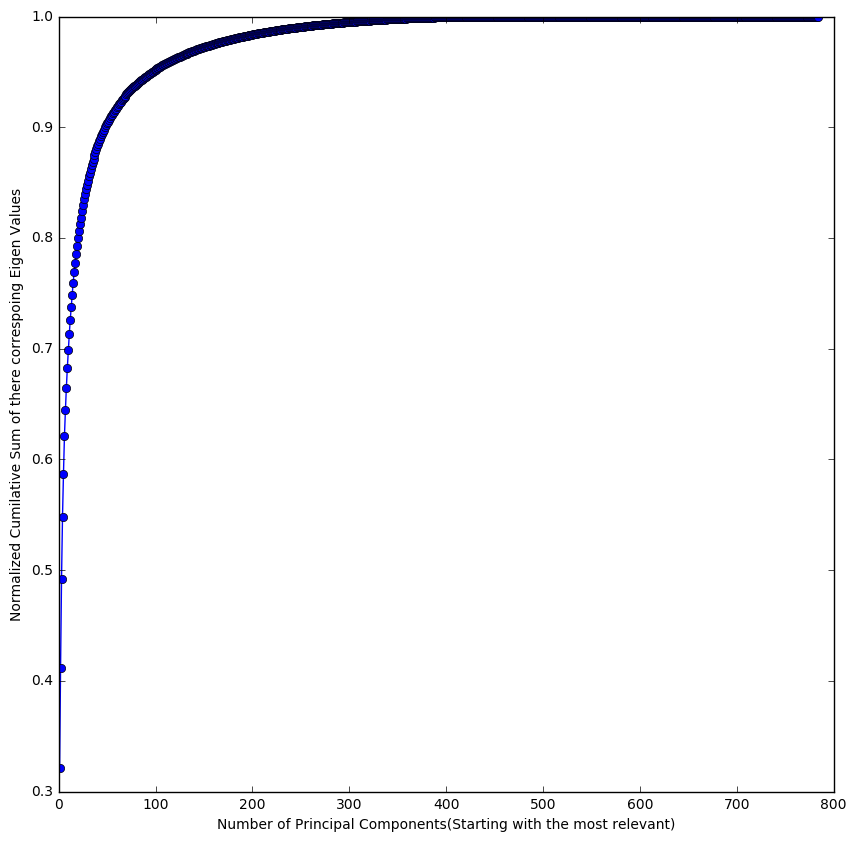 1.0
0.9
0.8
0.7
0.6
0.5
0.4
0.3
Normalized Cumilative Sum of there correspoing Eigen Values
0 100 200 300 400 500 600 700 800
Number of Principal Components(Starting with the most relevant)